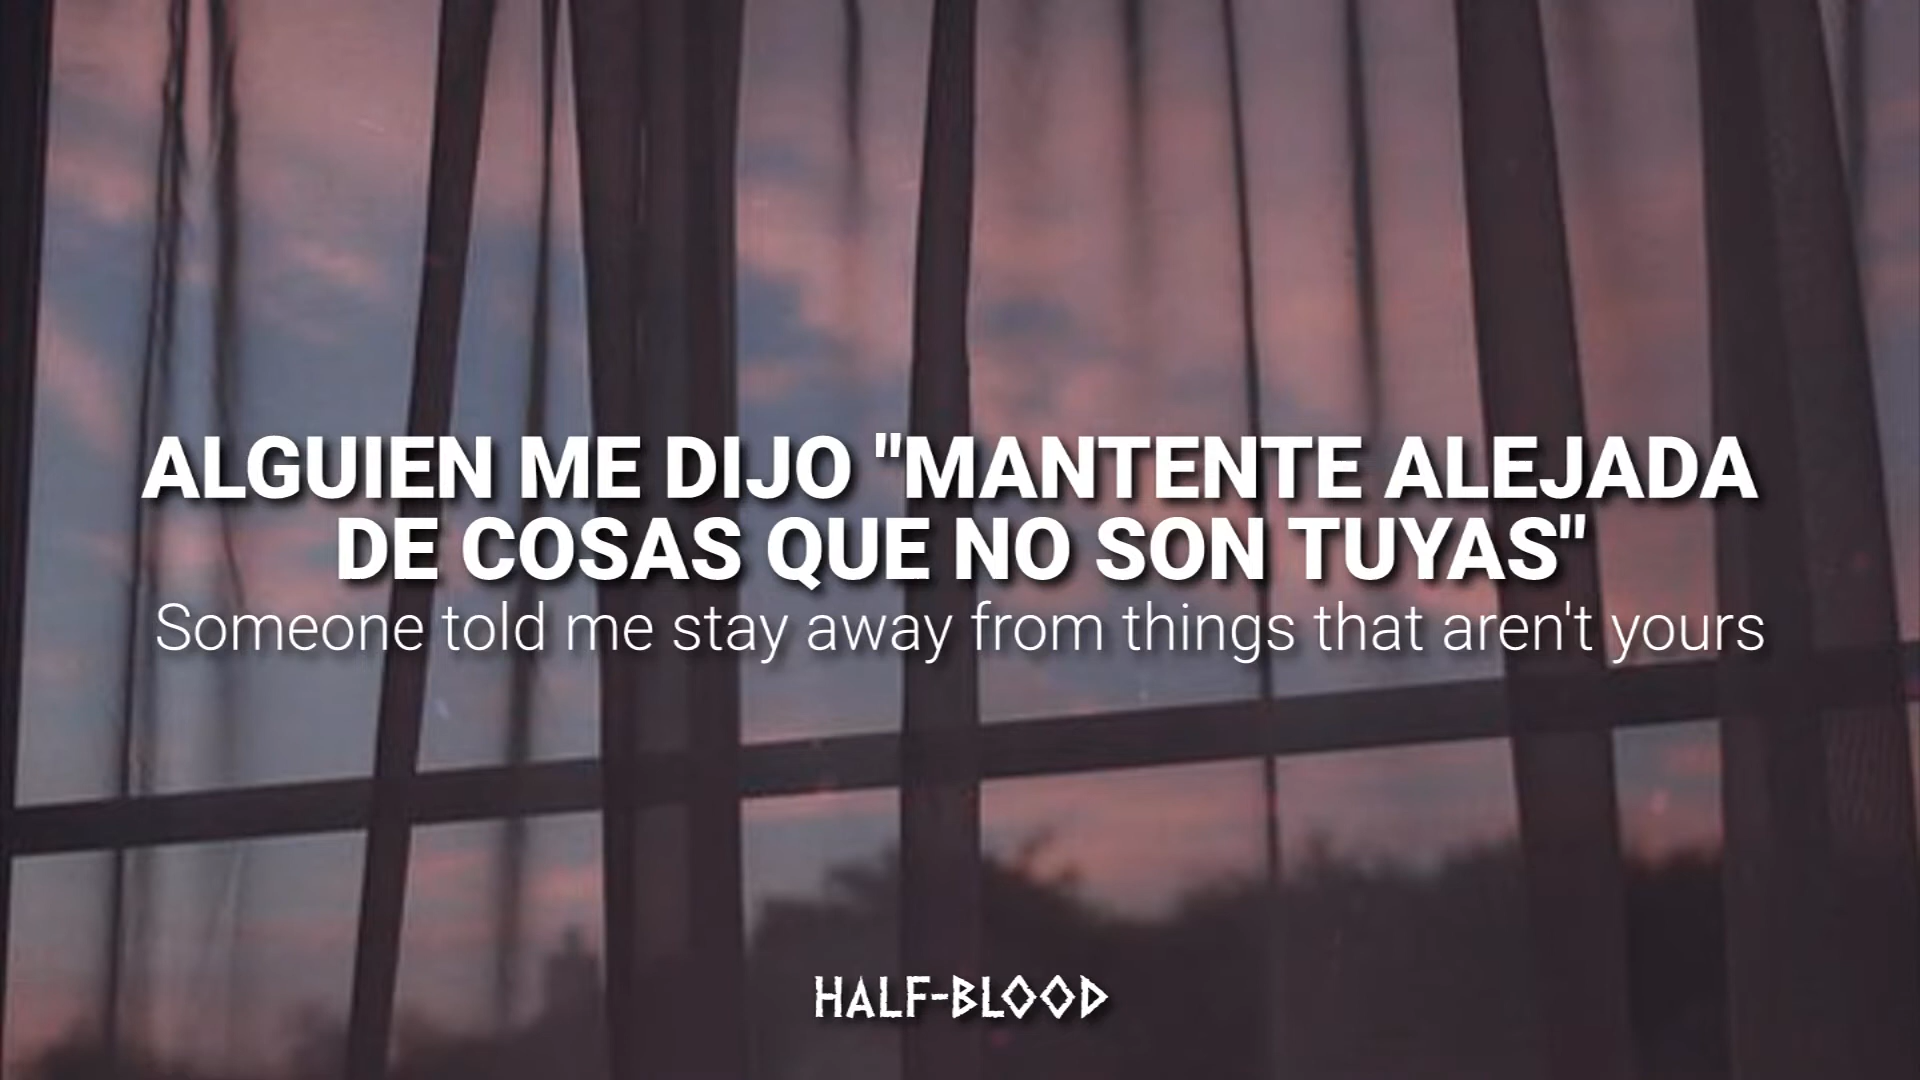 ALGUIEN ME DIJO "MANTENTE ALEJADA
DE COSAS QUE NO SON TUYAS"
Someone told me stay away from things that aren't yours
HALF-BLOOD